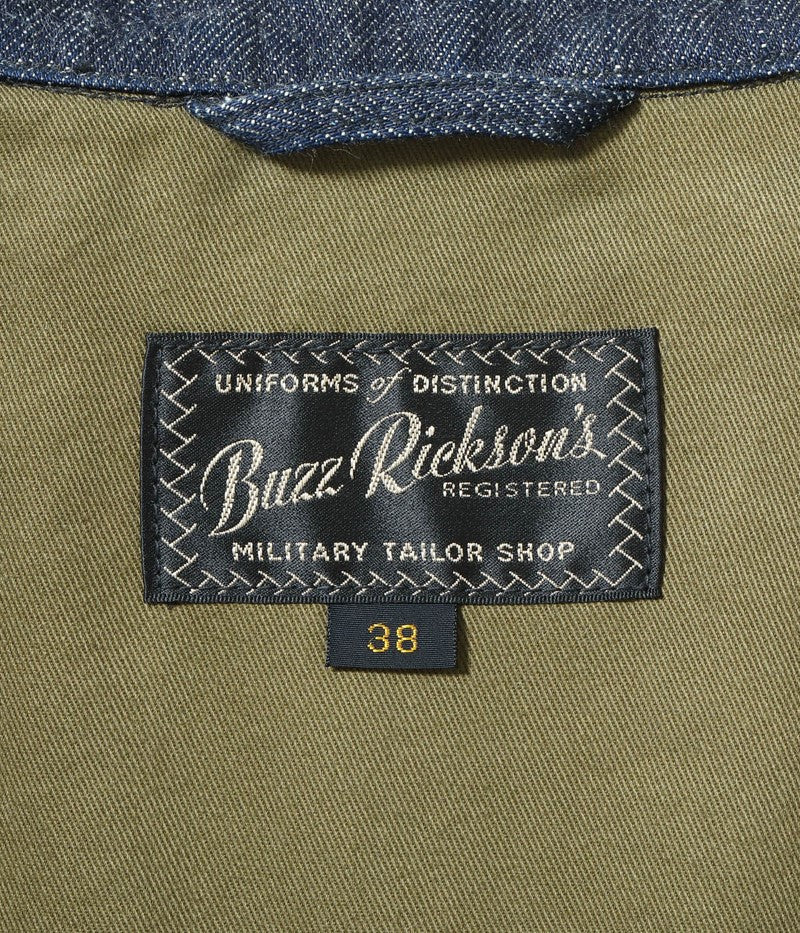 UNIFORMS of DISTINCTION
Buzz Rickson's
REGISTERED
MILITARY TAILOR SHOP
38